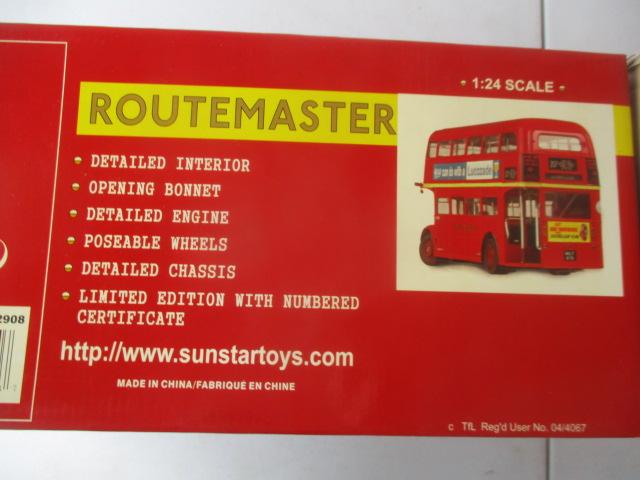 · 1:24 SCALE ·
ROUTEMASTER
· DETAILED INTERIOR
· OPENING BONNET
· DETAILED ENGINE
· POSEABLE WHEELS
· DETAILED CHASSIS
· LIMITED EDITION WITH NUMBERED
CERTIFICATE
http://www.sunstartoys.com
MADE IN CHINA/FABRIQUÉ EN CHINE
c TfL Reg'd User No. 04/4067
2908
Lucozade